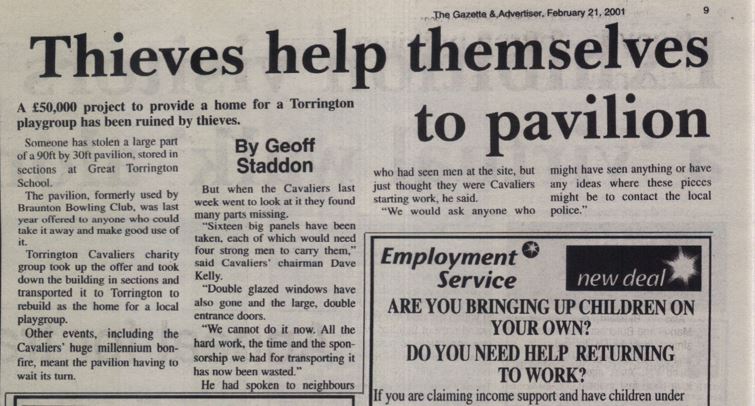 The Gazette & Advertiser, February 21, 2001
9
Thieves help themselves
to pavilion
A £50,000 project to provide a home for a Torrington
playgroup has been ruined by thieves.
Someone has stolen a large part
of a 90ft by 30ft pavilion, stored in
sections at Great Torrington
School.
The pavilion, formerly used by
Braunton Bowling Club, was last
year offered to anyone who could
take it away and make good use of
it.
Torrington Cavaliers charity
group took up the offer and took
down the building in sections and
transported it to Torrington to
rebuild as the home for a local
playgroup.
Other events, including the
Cavaliers' huge millennium bon-
fire, meant the pavilion having to
wait its turn.
By Geoff
Staddon
But when the Cavaliers last
week went to look at it they found
many parts missing.
"Sixteen big panels have been
taken, each of which would need
four strong men to carry them,"
said Cavaliers' chairman Dave
Kelly.
"Double glazed windows have
also gone and the large, double
entrance doors.
"We cannot do it now. All the
hard work, the time and the spon-
sorship we had for transporting it
has now been wasted."
He had spoken to neighbours
who had seen men at the site, but
just thought they were Cavaliers
starting work, he said.
"We would ask anyone who
might have seen anything or have
any ideas where these pieces
might be to contact the local
police."
Employment
Service
new deal
ARE YOU BRINGING UP CHILDREN ON
YOUR OWN?
DO YOU NEED HELP RETURNING
TO WORK?
If you are claiming income support and have children under